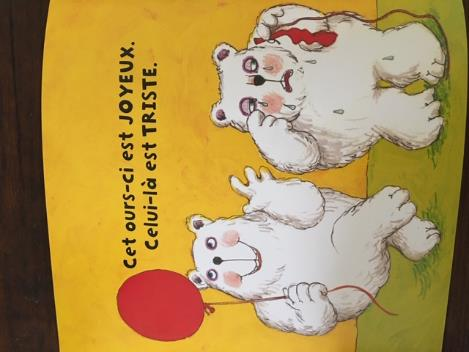 Cet ours-ci est JOYEUX.
Celui-là est TRISTE.